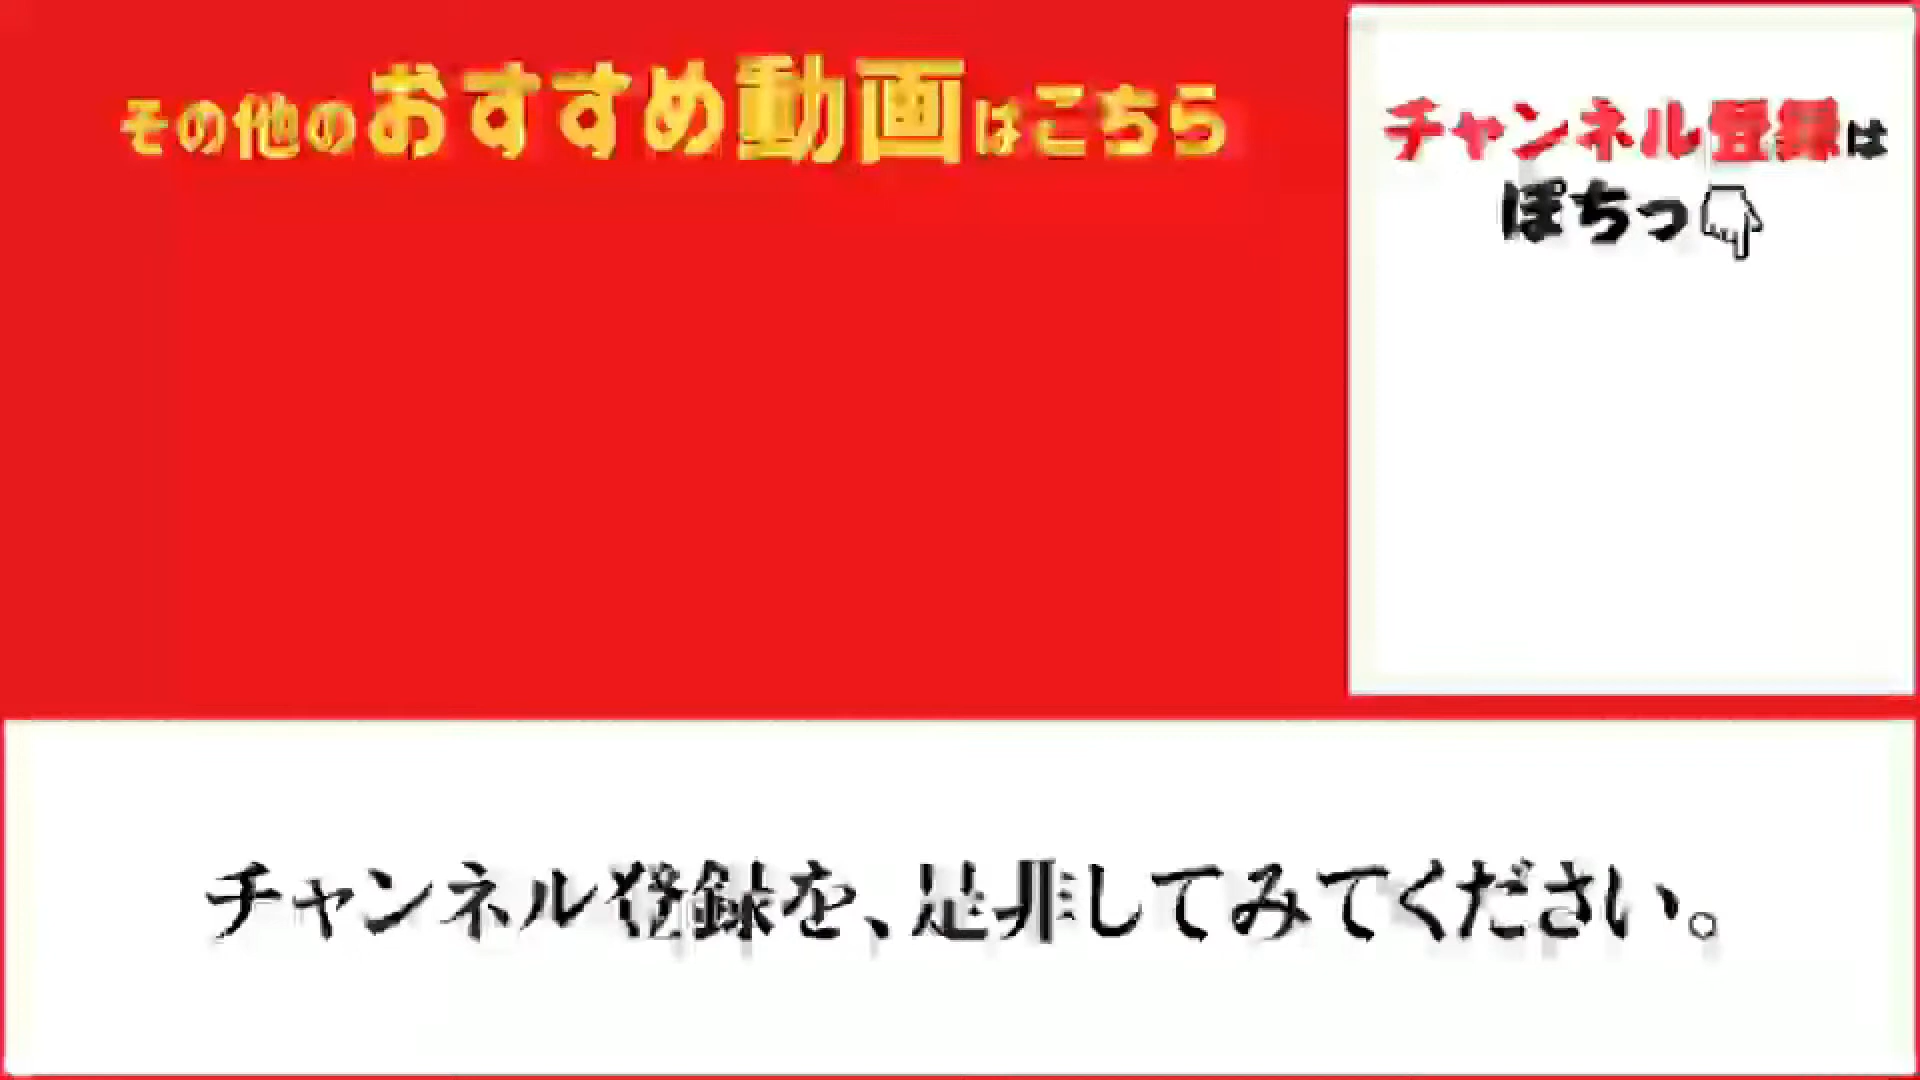 その他のおすすめ動画はこちら
チャンネル登録は
ぽちっ👇
チャンネル登録を、是非してみてください。